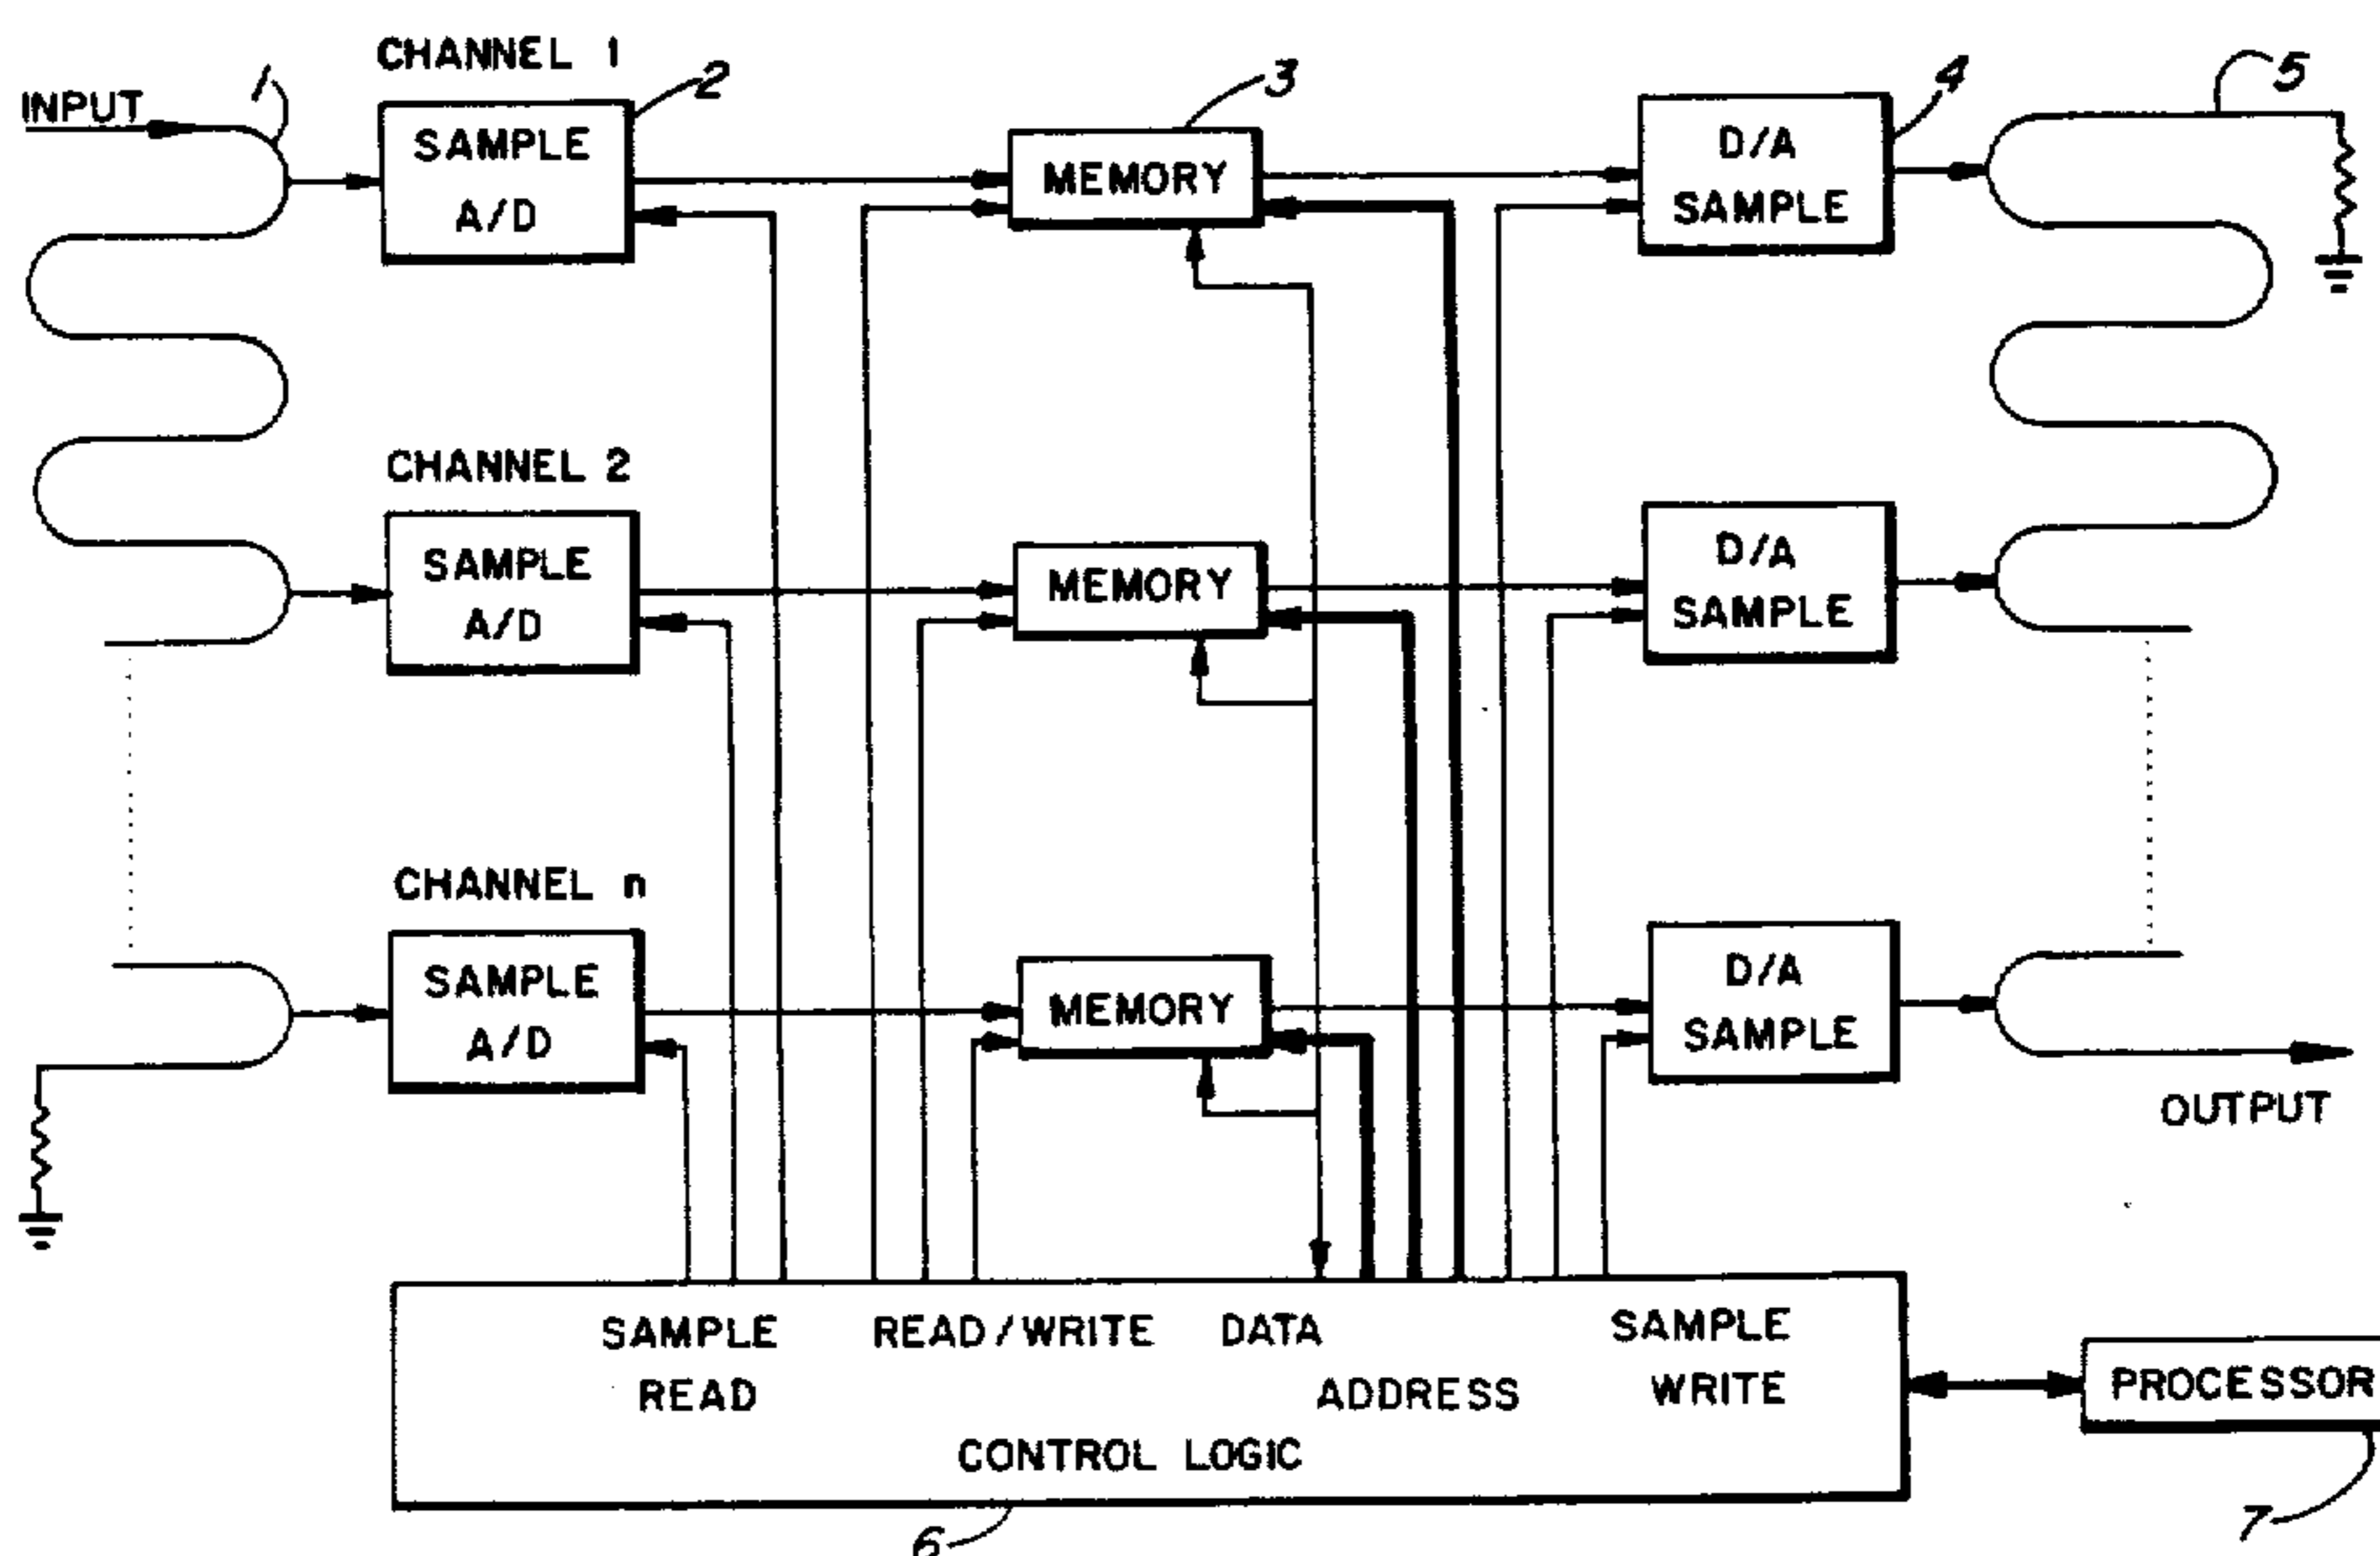 CHANNEL 1
INPUT
1
2
3
4
5
SAMPLE
A/D
MEMORY
D/A
SAMPLE
CHANNEL 2
SAMPLE
A/D
MEMORY
D/A
SAMPLE
CHANNEL n
SAMPLE
A/D
MEMORY
D/A
SAMPLE
OUTPUT
SAMPLE
READ
READ/WRITE
DATA
ADDRESS
SAMPLE
WRITE
CONTROL LOGIC
PROCESSOR
6
7